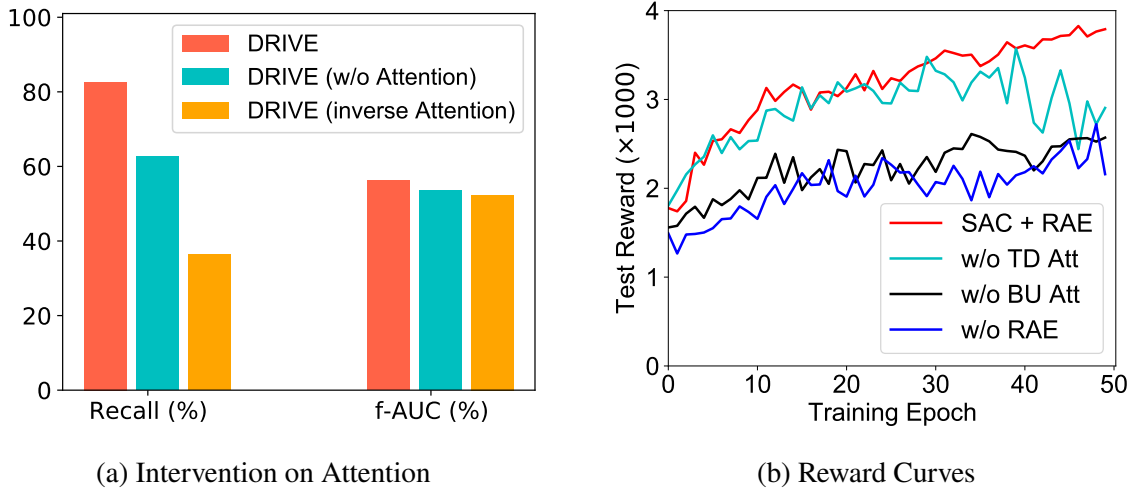 100
80
60
40
20
0
DRIVE
DRIVE (w/o Attention)
DRIVE (inverse Attention)
Recall (%)
f-AUC (%)
(a) Intervention on Attention
Test Reward (×1000)
4
3
2
1
0
0 10 20 30 40 50
SAC + RAE
w/o TD Att
w/o BU Att
w/o RAE
Training Epoch
(b) Reward Curves